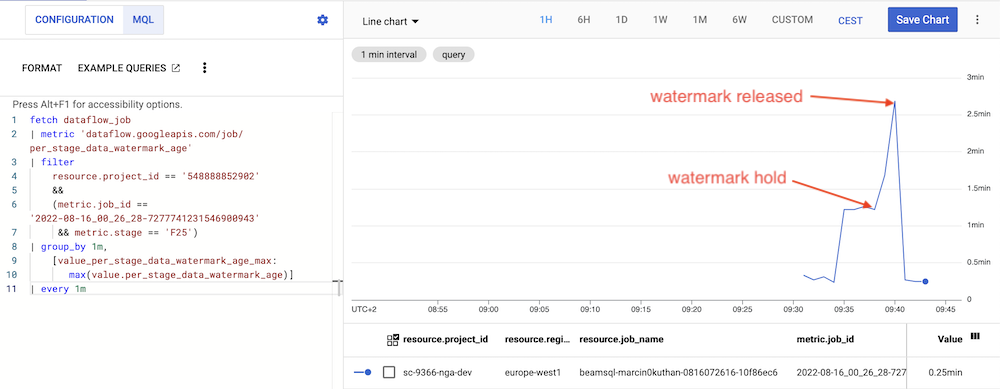 CONFIGURATION MQL
FORMAT EXAMPLE QUERIES
Press Alt+F1 for accessibility options.
1 fetch dataflow_job
2 | metric 'dataflow.googleapis.com/job/
per_stage_data_watermark_age'
3 | filter
4 resource.project_id == '548888852902'
5 &&
6 (metric.job_id ==
'2022-08-16_00_26_28-7277741231546900943'
7 && metric.stage == 'F25')
8 | group_by 1m,
9 [value_per_stage_data_watermark_age_max:
10 max(value.per_stage_data_watermark_age)]
11 | every 1m
Line chart 1H 6H 1D 1W 1M 6W CUSTOM CEST Save Chart
1 min interval query
3min
watermark released
2.5min
2min
watermark hold
1.5min
1min
0.5min
0
UTC+2 08:55 09:00 09:05 09:10 09:15 09:20 09:25 09:30 09:35 09:40 09:45
resource.project_id resource.regi... resource.job_name metric.job_id Value
sc-9366-nga-dev europe-west1 beamsql-marcin0kuthan-0816072616-10f86ec6 2022-08-16_00_26_28-727 0.25min